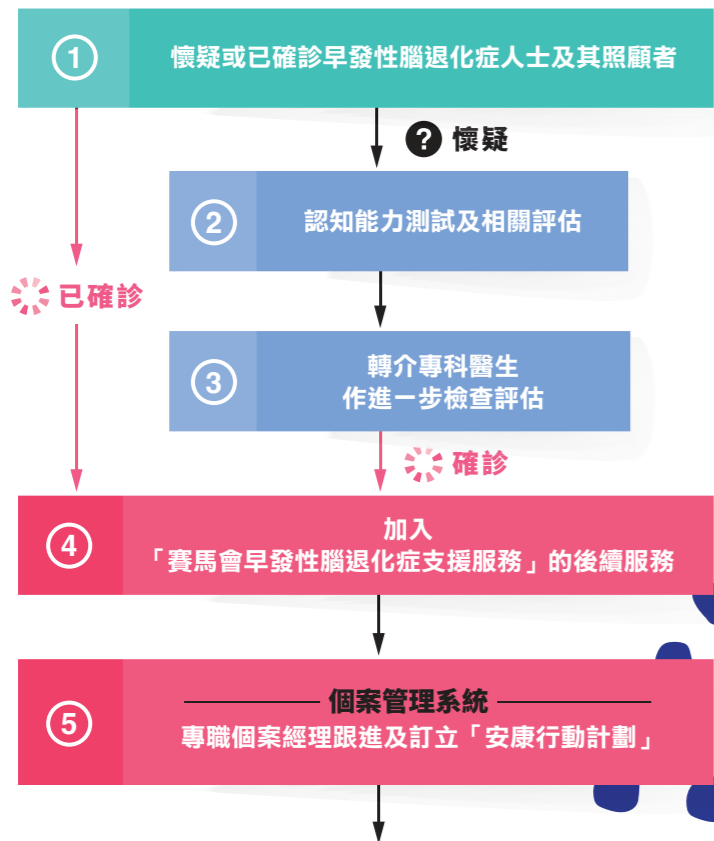 1
懷疑或已確診早發性腦退化症人士及其照顧者
? 懷疑
2
認知能力測試及相關評估
已確診
3
轉介專科醫生
作進一步檢查評估
確診
4
加入
「賽馬會早發性腦退化症支援服務」的後續服務
5
個案管理系統
專職個案經理跟進及訂立「安康行動計劃」